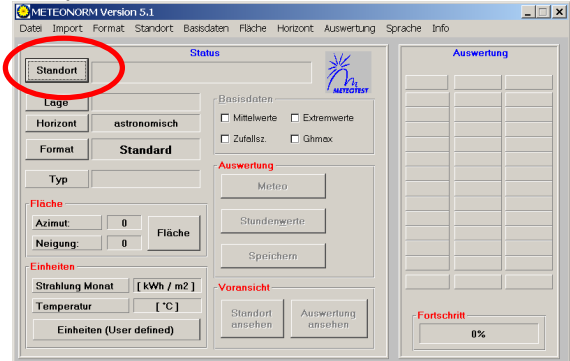 METEONORM Version 5.1
Datei Import Format Standort Basisdaten Fläche Horizont Auswertung Sprache Info
Status
Standort
METEOTEST
Lage
Horizont astronomisch
Format Standard
Typ
Basisdaten
Mittelwerte Extremwerte
Zufallsz. Ghmax
Auswertung
Meteo
Stundenwerte
Speichern
Fläche
Azimut: 0
Neigung: 0
Fläche
Einheiten
Strahlung Monat [ kWh / m2 ]
Temperatur [ °C ]
Einheiten (User defined)
Voransicht
Standort ansehen
Auswertung ansehen
Auswertung
Fortschritt
0%